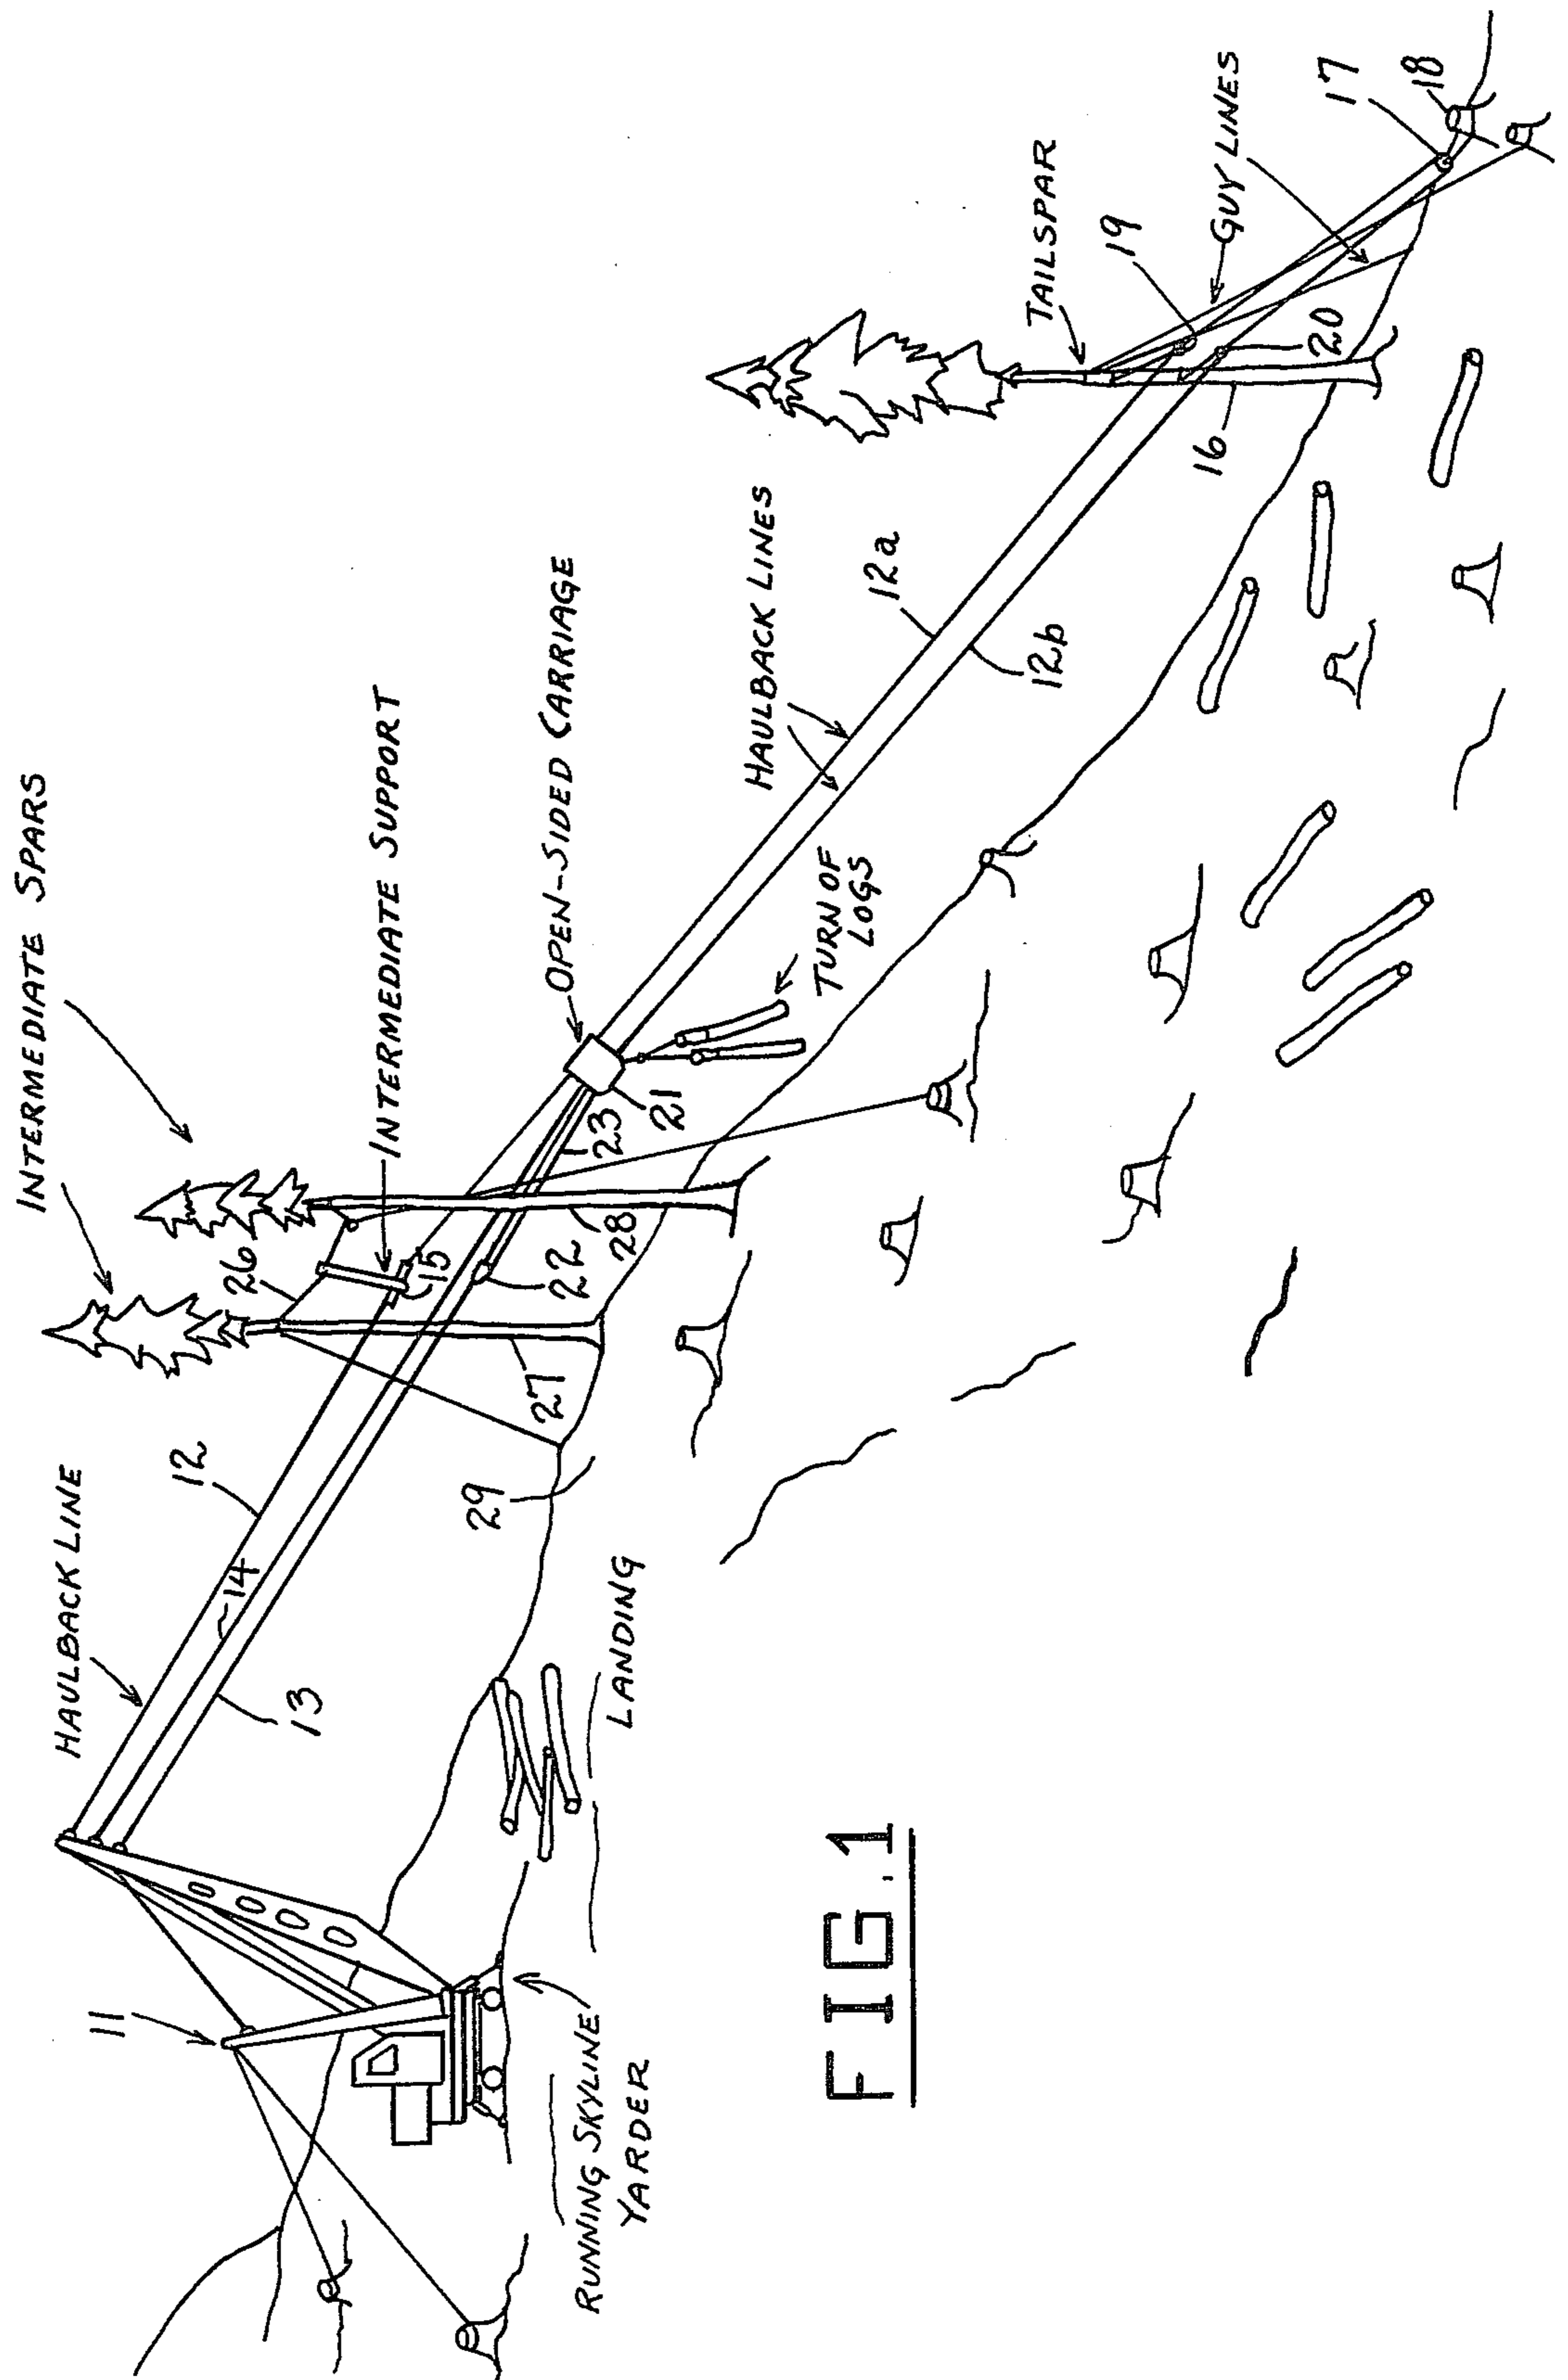 INTERMEDIATE SPARS
HAULBACK LINE
INTERMEDIATE SUPPORT
OPEN-SIDED CARRIAGE
TURN OF
LOGS
HAULBACK LINES
TAILSPAR
GUY LINES
LANDING
RUNNING SKYLINE
YARDER
11
12
13
14
15
26
27
28
29
22
23
21
12a
12b
16
19
20
17
18
FIG.1